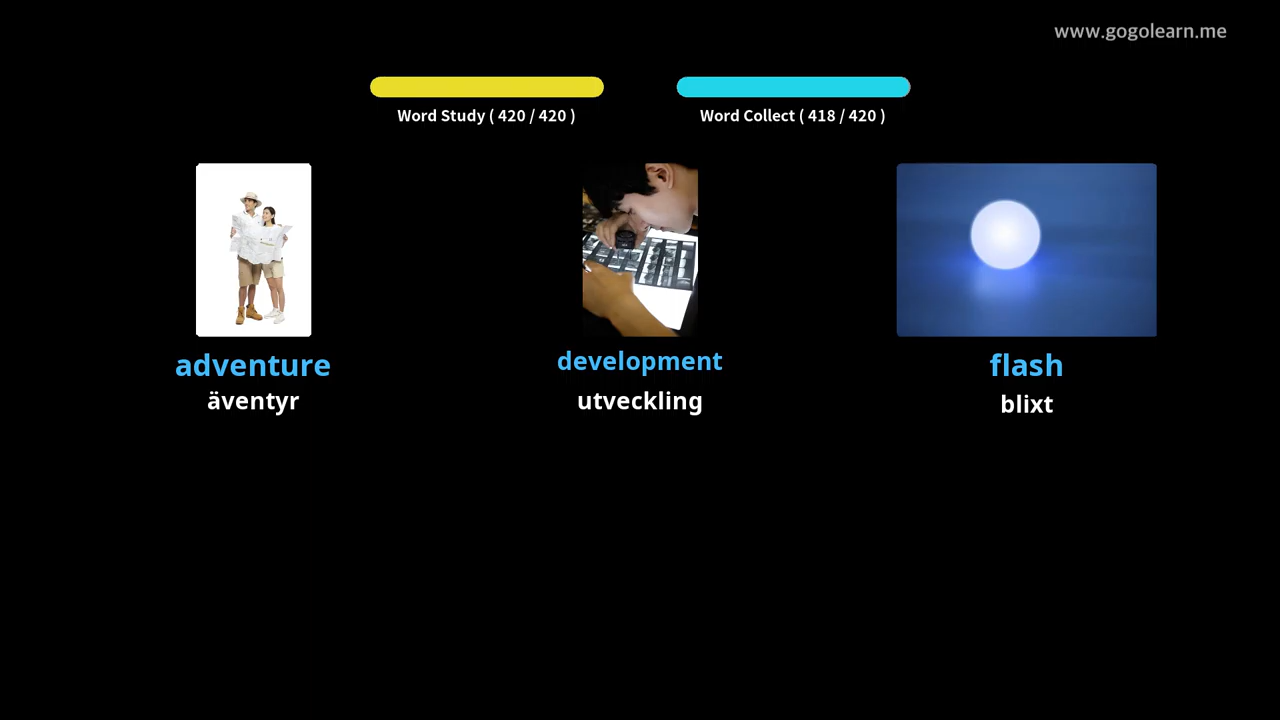 www.gogolearn.me
Word Study ( 420 / 420 )
Word Collect ( 418 / 420 )
adventure
äventyr
development
utveckling
flash
blixt